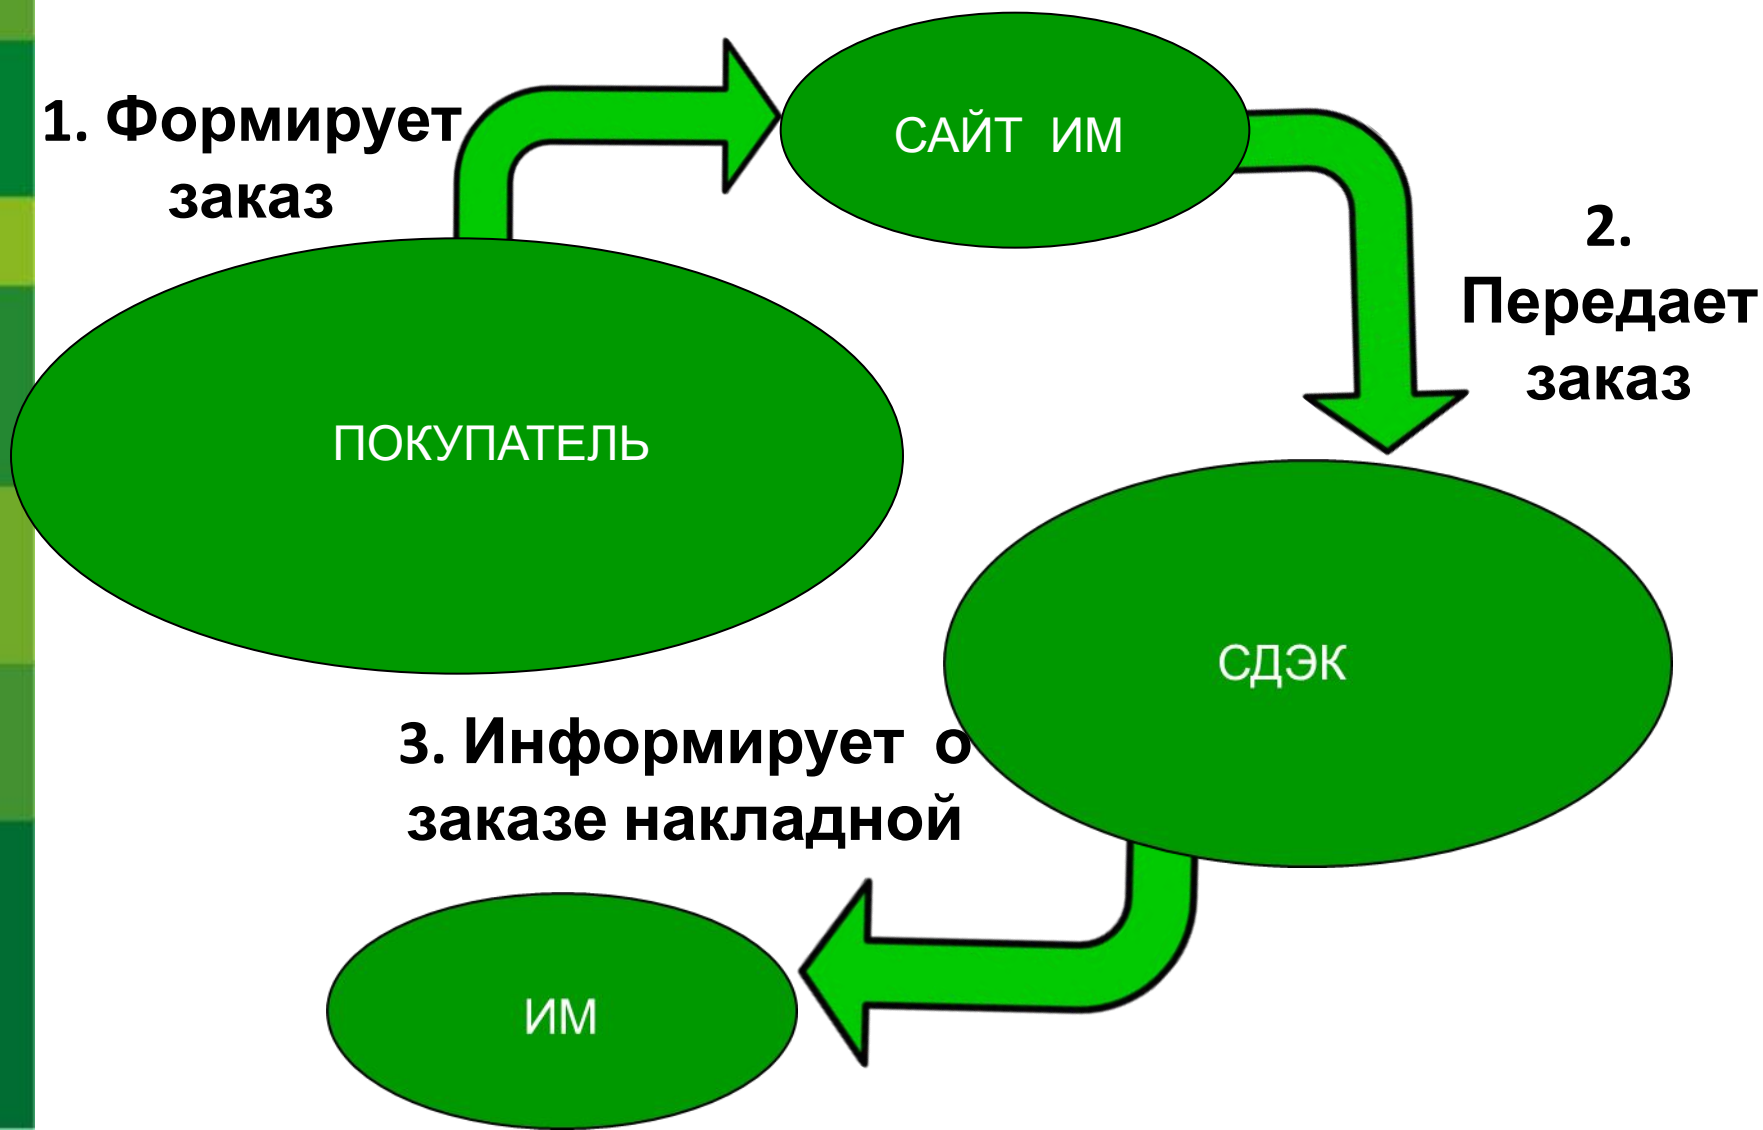 1. Формирует
заказ
САЙТ ИМ
2.
Передает
заказ
ПОКУПАТЕЛЬ
СДЭК
3. Информирует о
заказе накладной
ИМ